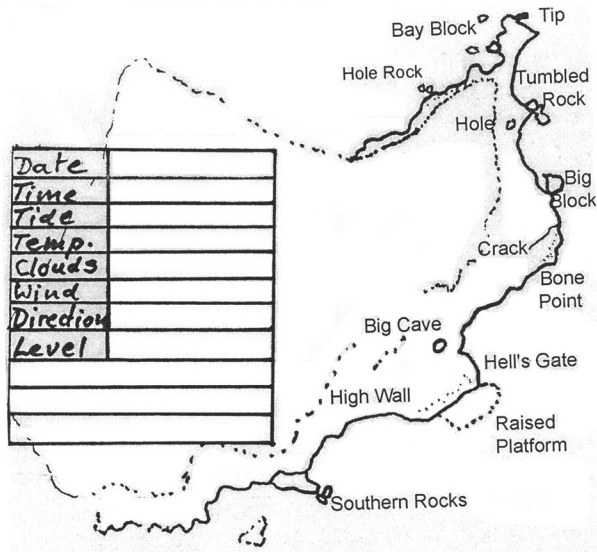 Tip
Bay Block
Hole Rock
Tumbled
Rock
Hole
Big
Block
Crack
Bone
Point
Big Cave
Hell's Gate
High Wall
Raised
Platform
Southern Rocks
Date
Time
Tide
Temp.
Clouds
Wind
Direction
Level